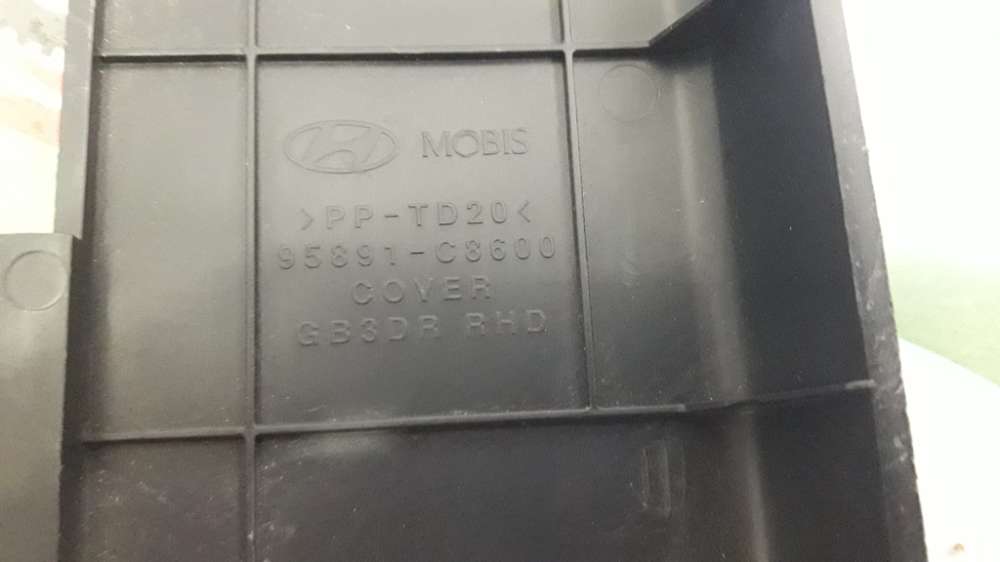 MOBIS
>PP-TD20<
95891-C8600
COVER
GB3DR RHD